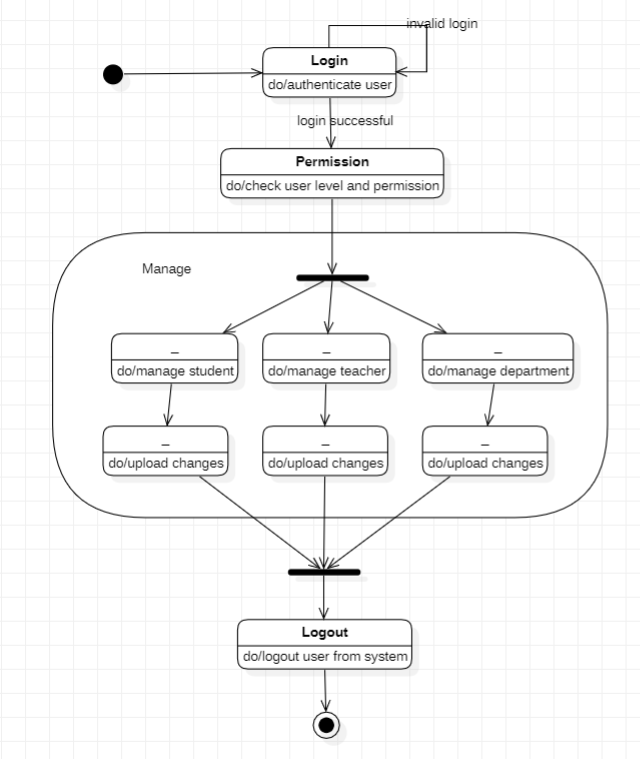 invalid login
Login
do/authenticate user
login successful
Permission
do/check user level and permission
Manage
–
–
–
do/manage student
do/manage teacher
do/manage department
–
–
–
do/upload changes
do/upload changes
do/upload changes
Logout
do/logout user from system